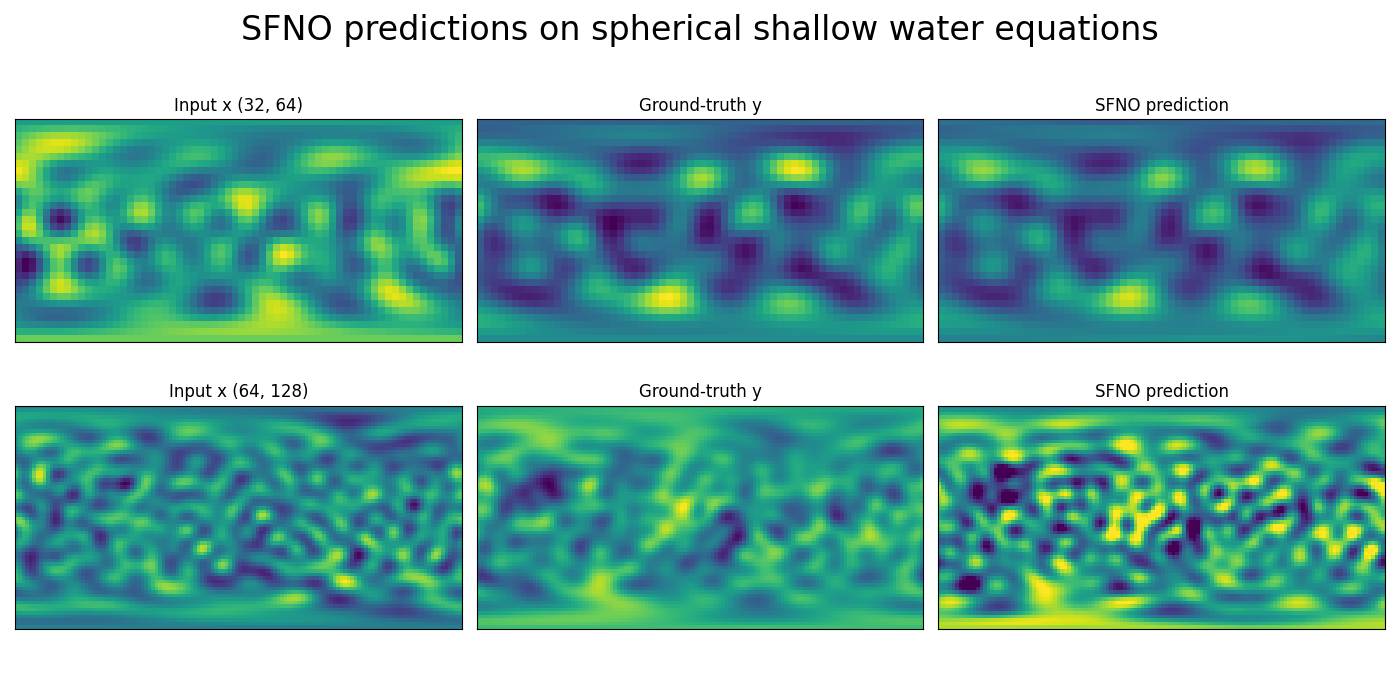 SFNO predictions on spherical shallow water equations
Input x (32, 64)
Ground-truth y
SFNO prediction
Input x (64, 128)
Ground-truth y
SFNO prediction